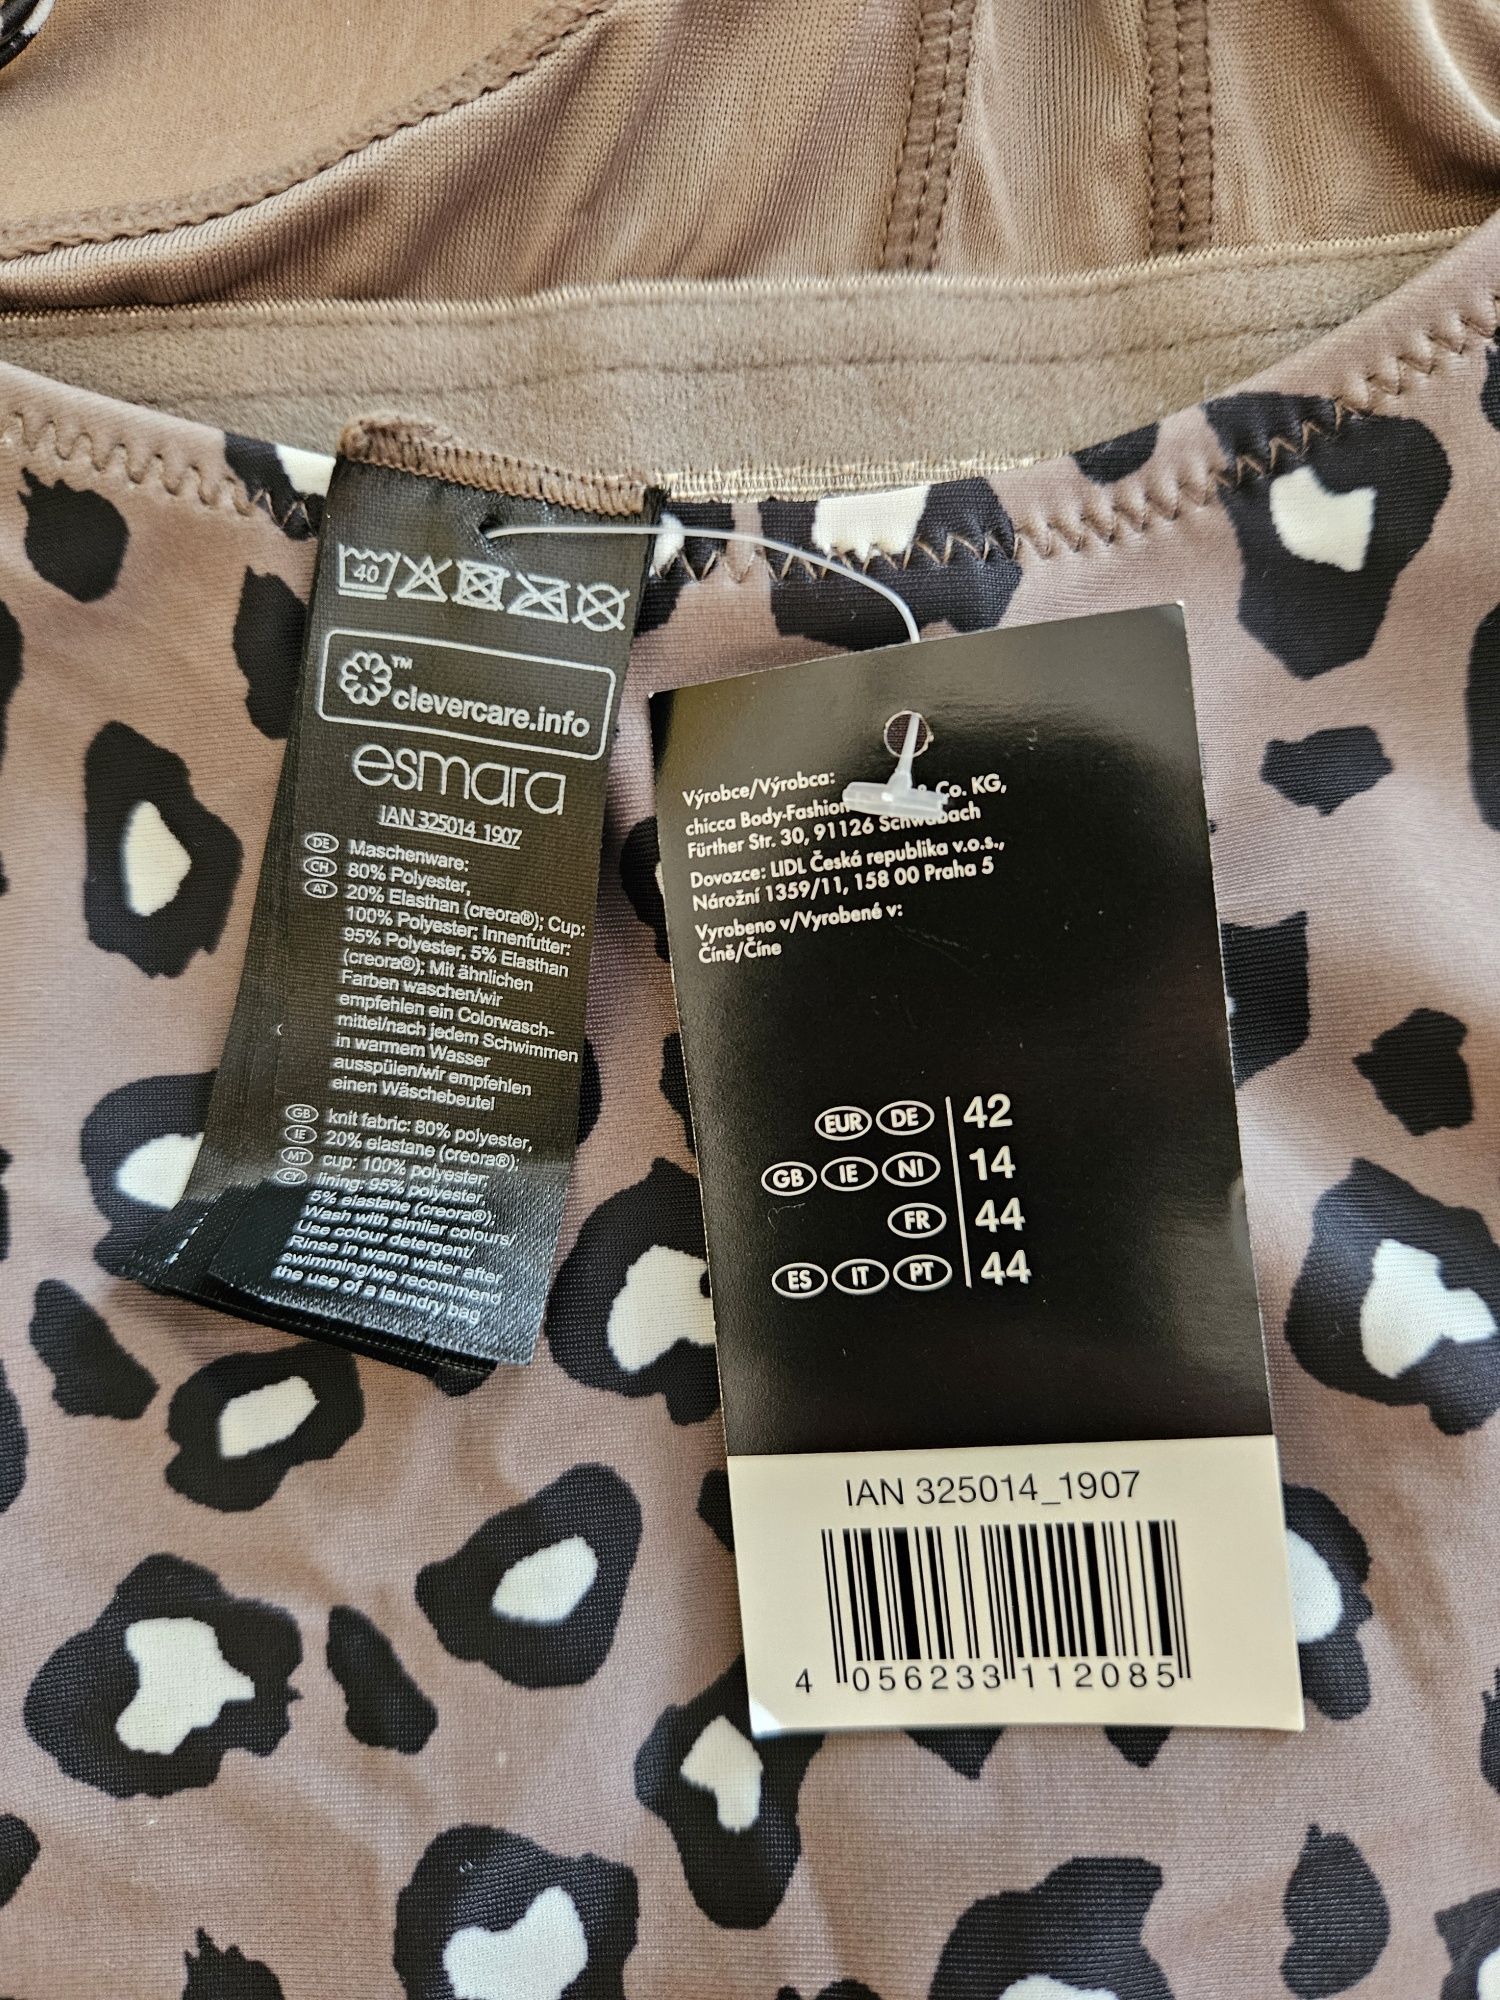 40
™
clevercare.info
esmara
IAN 325014_1907
DE Maschenware:
CH 80% Polyester,
AT 20% Elasthan (creora®); Cup:
100% Polyester; Innenfutter:
95% Polyester, 5% Elasthan
(creora®); Mit ähnlichen
Farben waschen/wir
empfehlen ein Colorwasch-
mittel/nach jedem Schwimmen
in warmem Wasser
ausspülen/wir empfehlen
einen Wäschebeutel
GB knit fabric: 80% polyester,
IE 20% elastane (creora®);
MT cup: 100% polyester;
CY lining: 95% polyester,
5% elastane (creora®),
Wash with similar colours/
Use colour detergent/
Rinse in warm water after
swimming/we recommend
the use of a laundry bag
Výrobce/Výrobca:
chicca Body-Fashion & Co. KG,
Fürther Str. 30, 91126 Schwabach
Dovozce: LIDL Česká republika v.o.s.,
Nárožní 1359/11, 158 00 Praha 5
Vyrobeno v/Vyrobené v:
Číně/Číne
EUR DE 42
GB IE NI 14
FR 44
ES IT PT 44
IAN 325014_1907
4 056233 112085